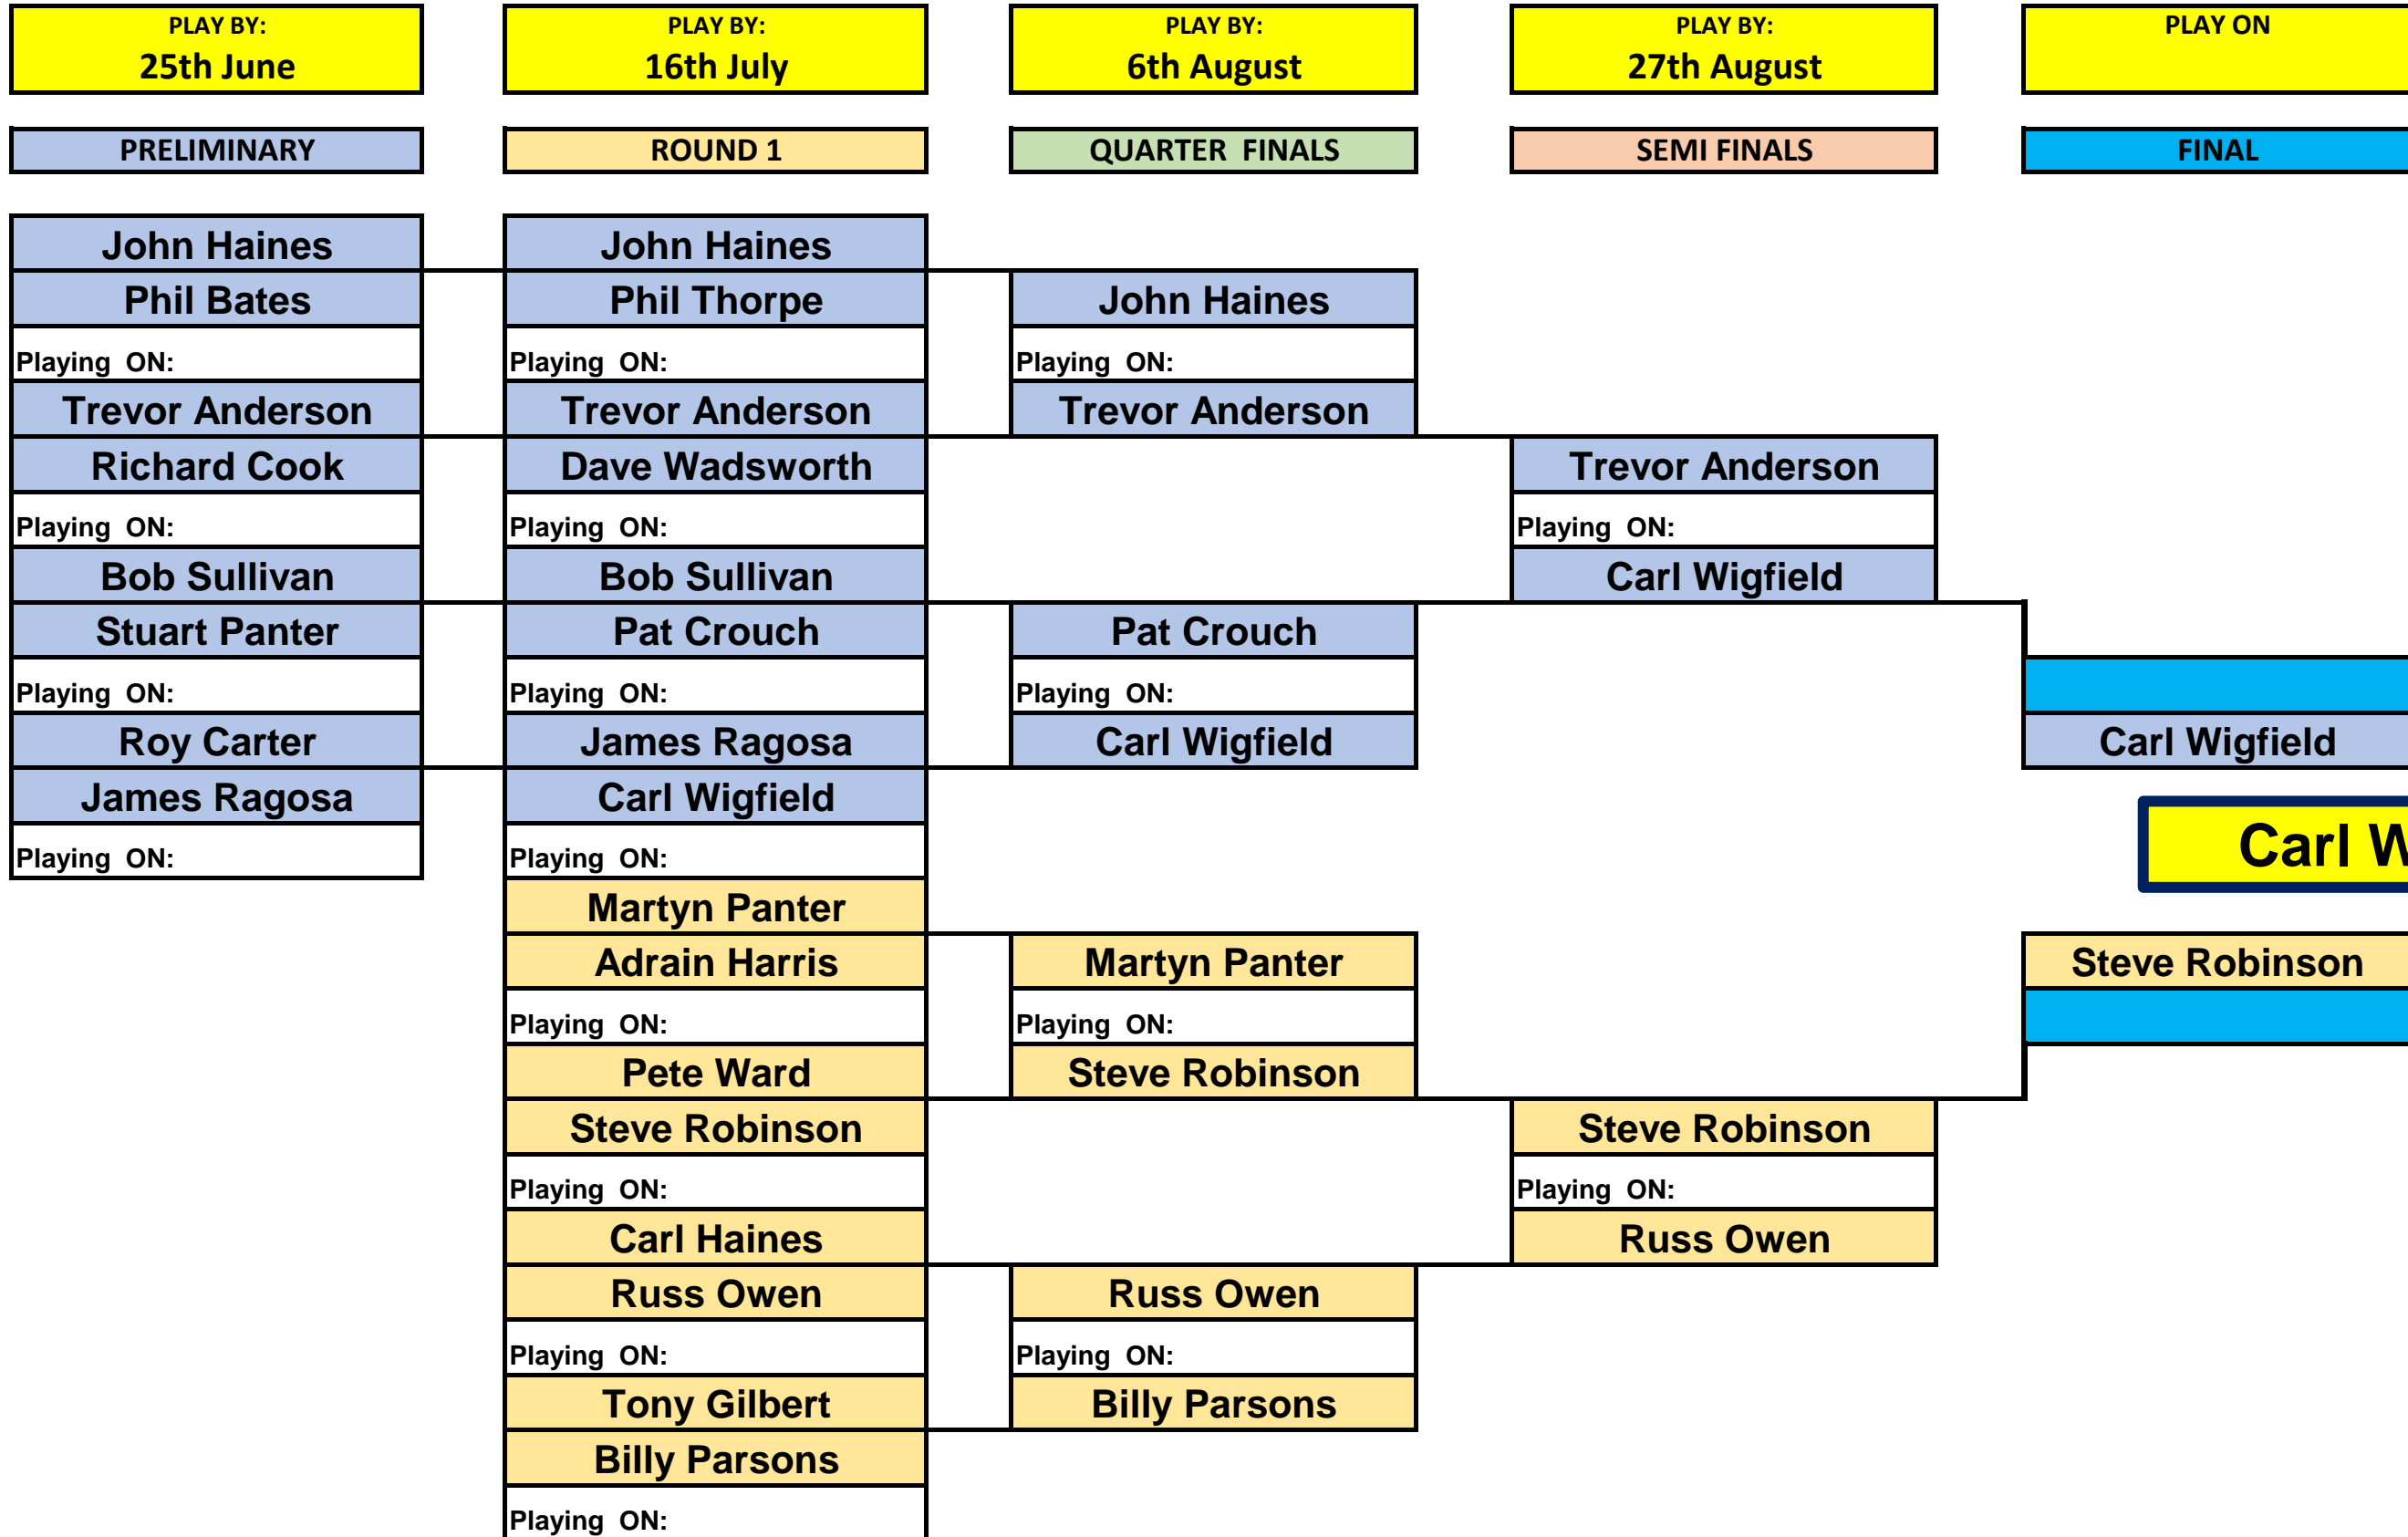 PLAY BY:
25th June
PLAY BY:
16th July
PLAY BY:
6th August
PLAY BY:
27th August
PLAY ON
PRELIMINARY
ROUND 1
QUARTER FINALS
SEMI FINALS
FINAL
John Haines
Phil Bates
Playing ON:
Trevor Anderson
Richard Cook
Playing ON:
Bob Sullivan
Stuart Panter
Playing ON:
Roy Carter
James Ragosa
Playing ON:
John Haines
Phil Thorpe
Playing ON:
Trevor Anderson
Dave Wadsworth
Playing ON:
Bob Sullivan
Pat Crouch
Playing ON:
James Ragosa
Carl Wigfield
Playing ON:
Martyn Panter
Adrain Harris
Playing ON:
Pete Ward
Steve Robinson
Playing ON:
Carl Haines
Russ Owen
Playing ON:
Tony Gilbert
Billy Parsons
Playing ON:
John Haines
Playing ON:
Trevor Anderson
Pat Crouch
Playing ON:
Carl Wigfield
Martyn Panter
Playing ON:
Steve Robinson
Russ Owen
Playing ON:
Billy Parsons
Trevor Anderson
Playing ON:
Carl Wigfield
Steve Robinson
Playing ON:
Russ Owen
Carl Wigfield
Carl
Steve Robinson